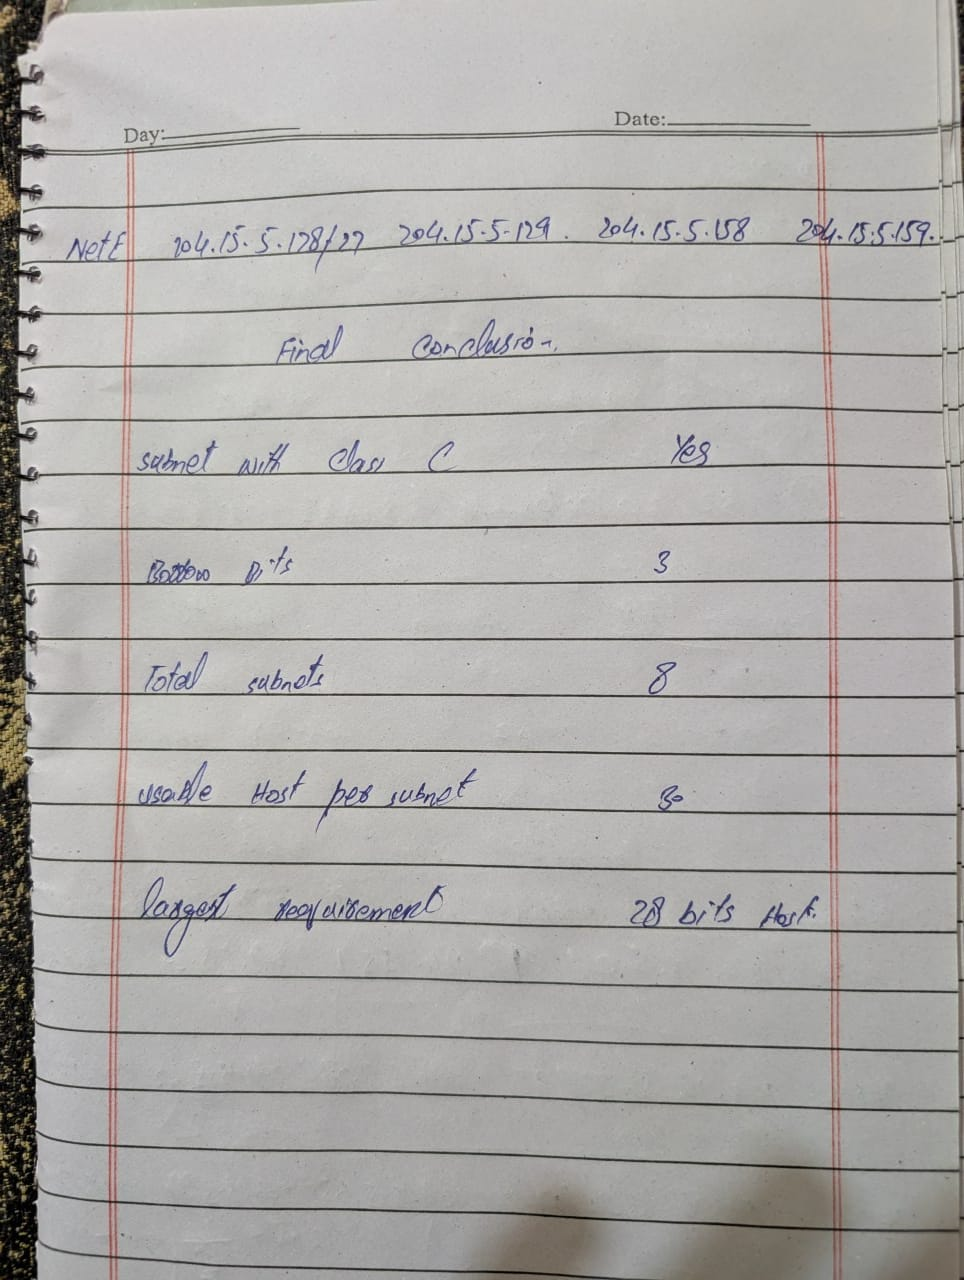 Day: Date:
NetE 204.15.5.128/27 204.15.5.129. 204.15.5.158 204.15.5.159.
Final Conclusion.
subnet with Class C Yes
Borrow Bits 3
Total subnets 8
usable Host per subnet 30
largest requirement 28 bits Host.